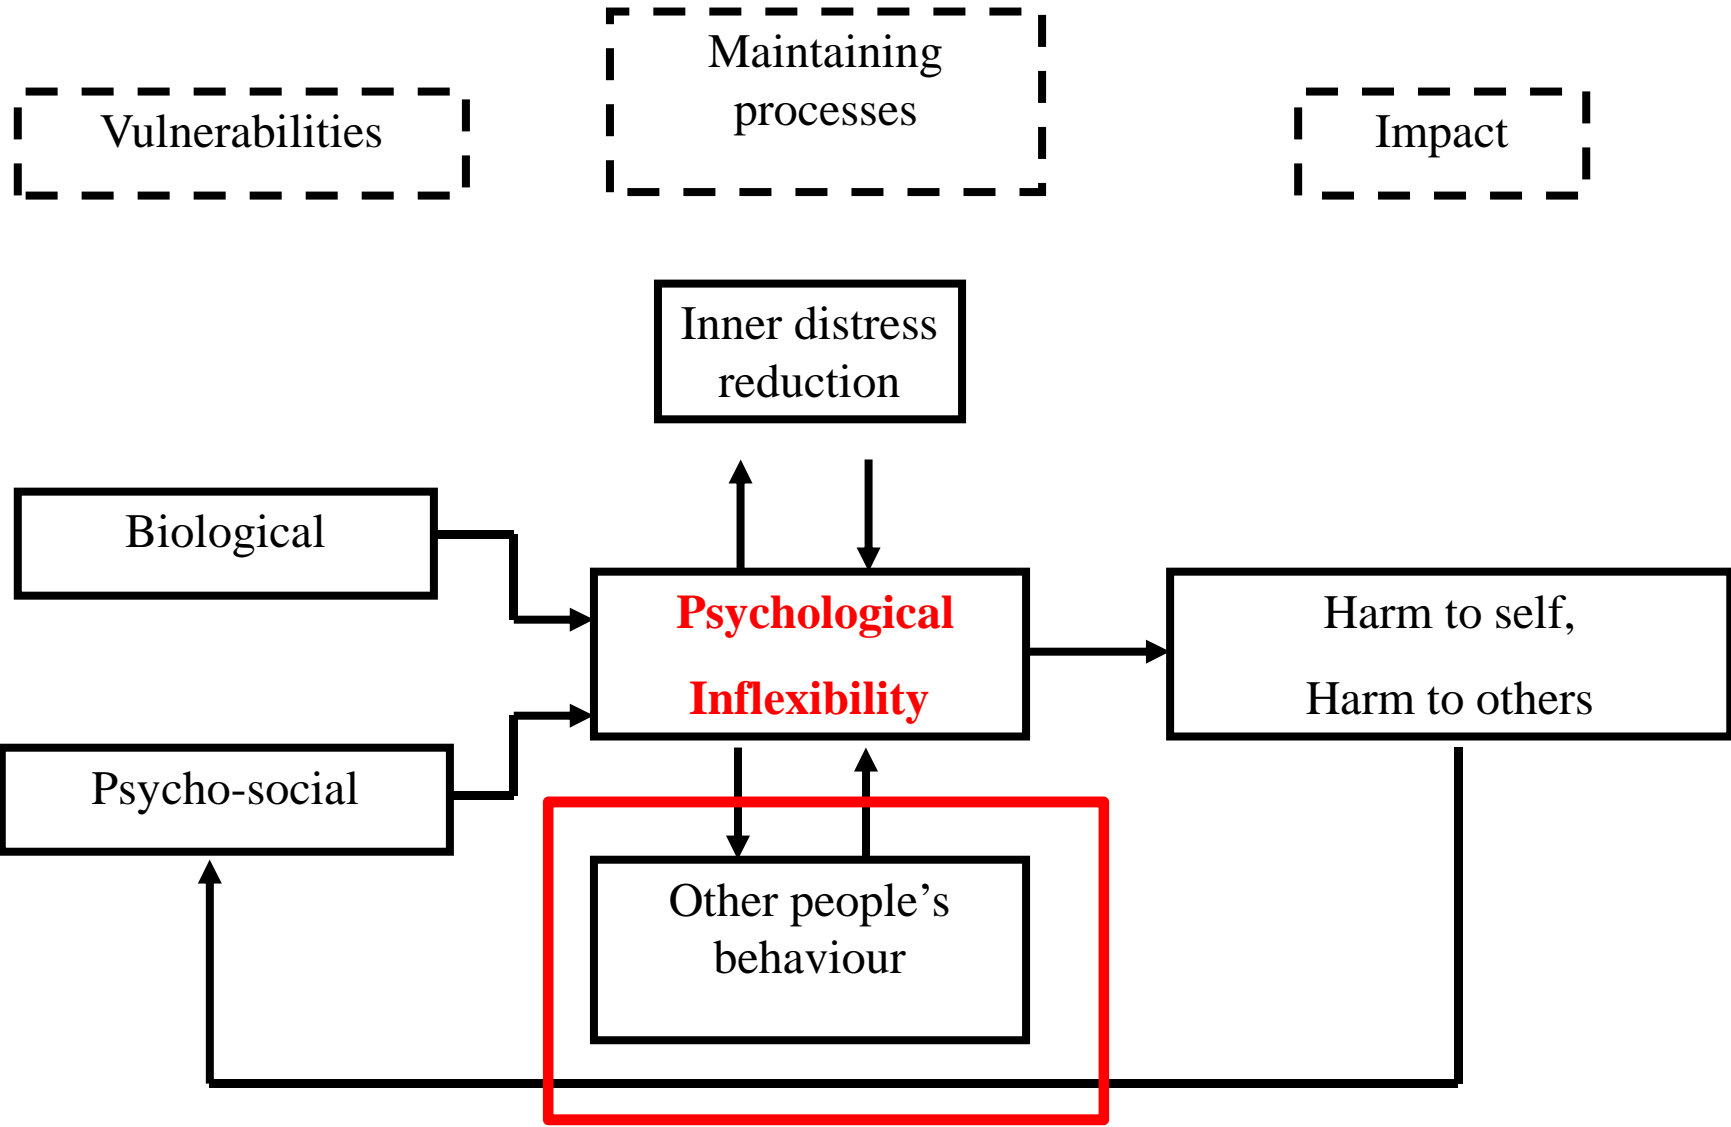 Maintaining
processes
Vulnerabilities
Impact
Inner distress
reduction
Biological
Psychological
Inflexibility
Harm to self,
Harm to others
Psycho-social
Other people’s
behaviour